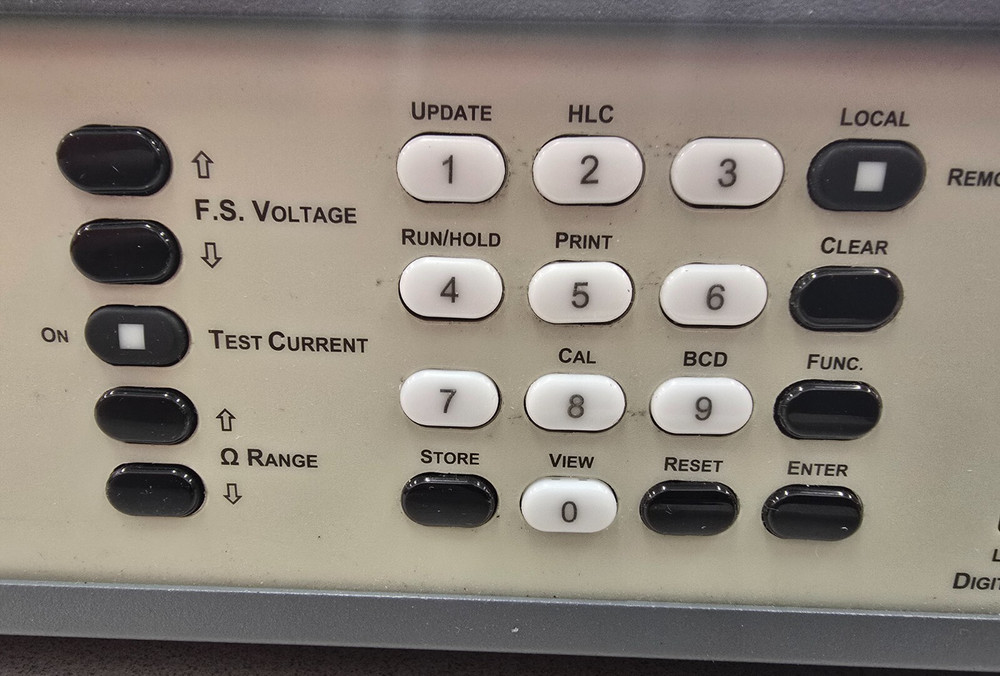 UPDATE HLC LOCAL
1 2 3
F.S. VOLTAGE
RUN/HOLD PRINT CLEAR
4 5 6
ON TEST CURRENT
CAL BCD FUNC.
7 8 9
Ω RANGE
STORE VIEW RESET ENTER
0